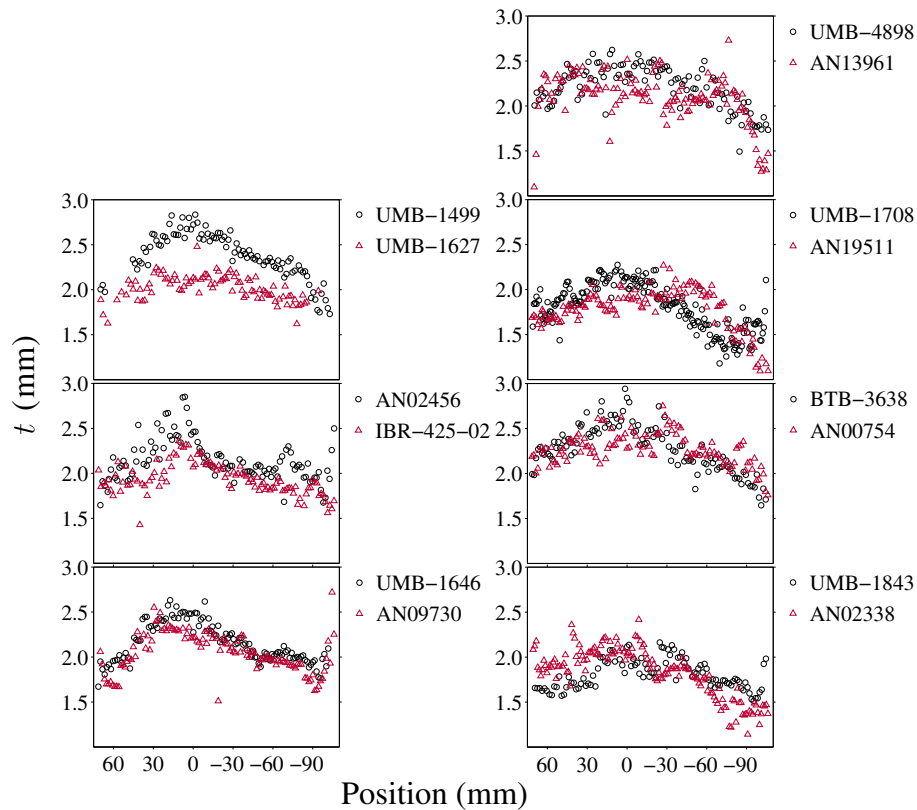 3.0
2.5
2.0
1.5
UMB−4898
AN13961
3.0
2.5
2.0
1.5
UMB−1499
UMB−1627
3.0
2.5
2.0
1.5
UMB−1708
AN19511
3.0
2.5
2.0
1.5
AN02456
IBR−425−02
3.0
2.5
2.0
1.5
BTB−3638
AN00754
3.0
2.5
2.0
1.5
UMB−1646
AN09730
3.0
2.5
2.0
1.5
UMB−1843
AN02338
t (mm)
60 30 0 −30 −60 −90
60 30 0 −30 −60 −90
Position (mm)